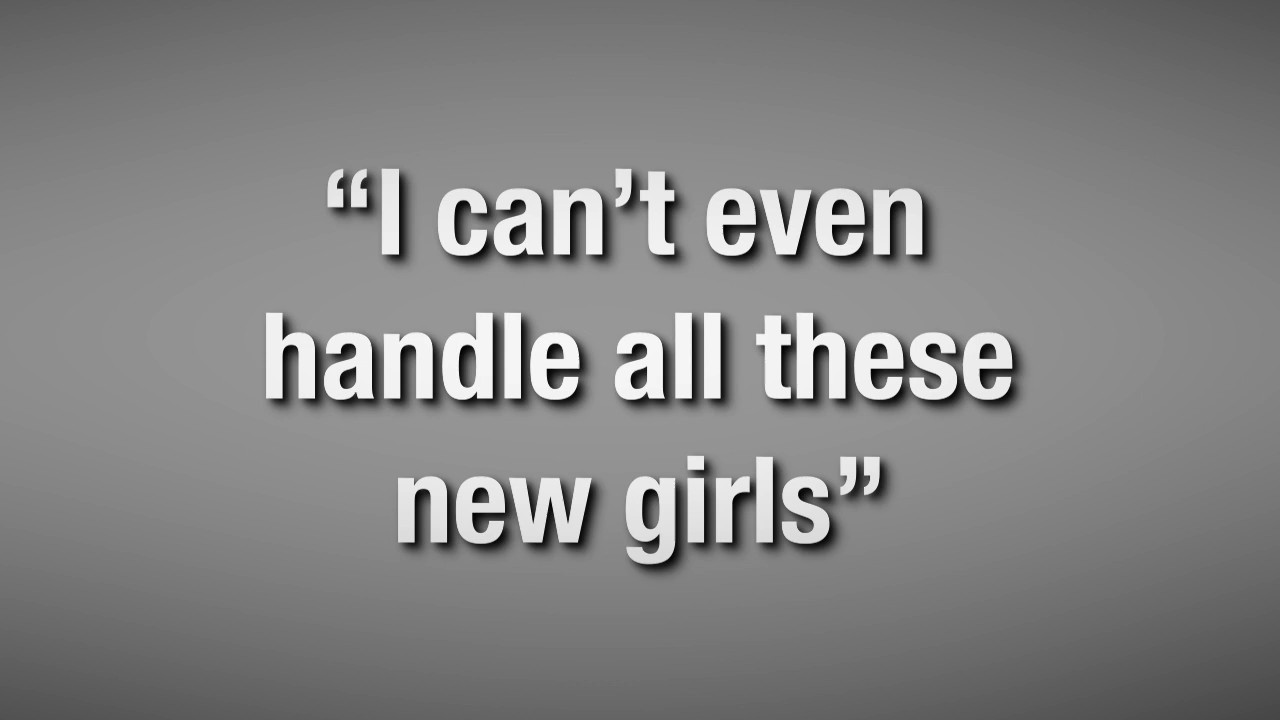 “I can’t even
handle all these
new girls”